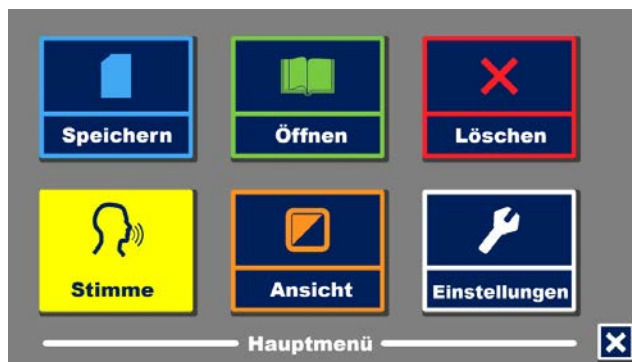 Speichern Öffnen Löschen
Stimme Ansicht Einstellungen
Hauptmenü